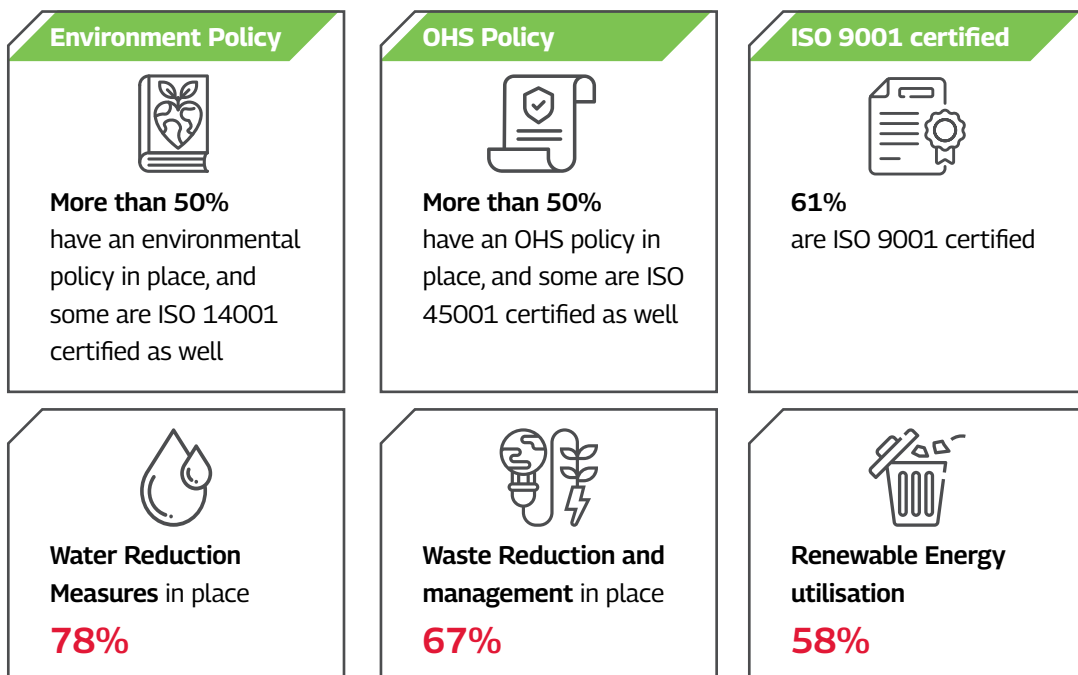 Environment Policy
More than 50%
have an environmental
policy in place, and
some are ISO 14001
certified as well
OHS Policy
More than 50%
have an OHS policy in
place, and some are ISO
45001 certified as well
ISO 9001 certified
61%
are ISO 9001 certified
Water Reduction
Measures in place
78%
Waste Reduction and
management in place
67%
Renewable Energy
utilisation
58%